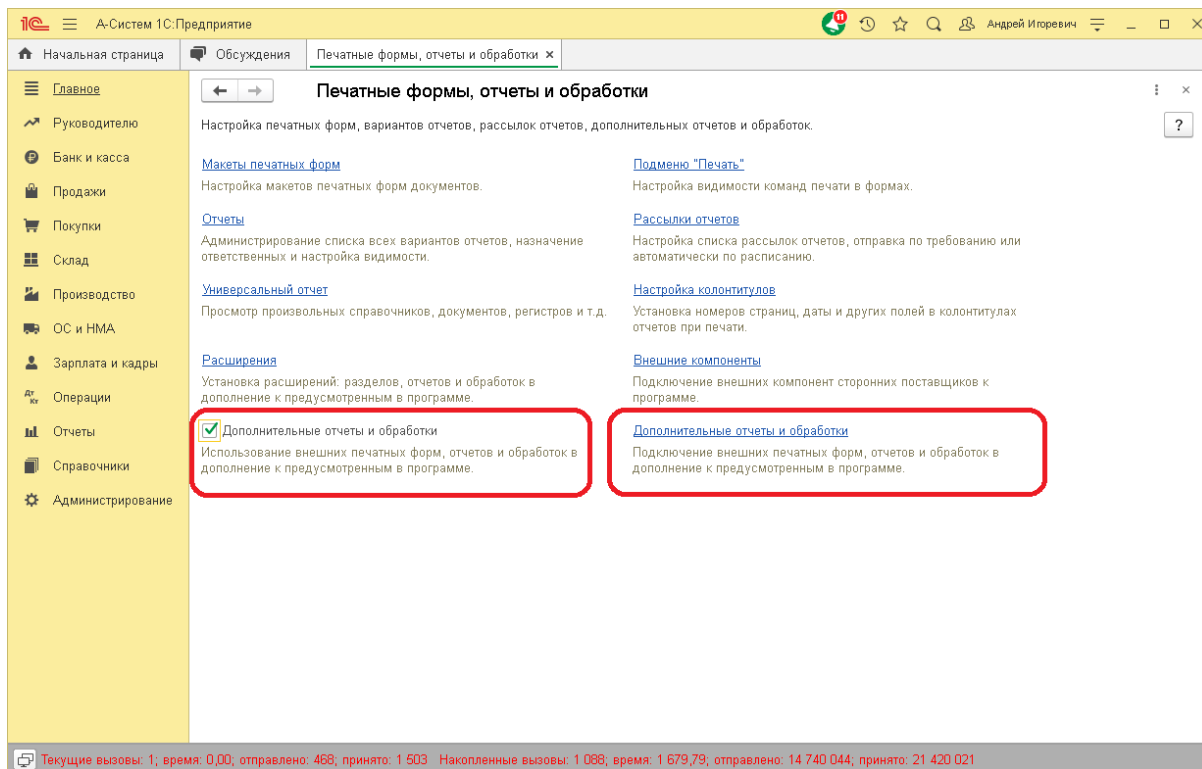 1С А-Систем 1С:Предприятие 11 Андрей Игоревич
Начальная страница Обсуждения Печатные формы, отчеты и обработки
Главное
Руководителю
Банк и касса
Продажи
Покупки
Склад
Производство
ОС и НМА
Зарплата и кадры
Дт Кт Операции
Отчеты
Справочники
Администрирование
Печатные формы, отчеты и обработки
Настройка печатных форм, вариантов отчетов, рассылок отчетов, дополнительных отчетов и обработок. ?
Макеты печатных форм
Настройка макетов печатных форм документов.
Отчеты
Администрирование списка всех вариантов отчетов, назначение
ответственных и настройка видимости.
Универсальный отчет
Просмотр произвольных справочников, документов, регистров и т.д.
Расширения
Установка расширений: разделов, отчетов и обработок в
дополнение к предусмотренным в программе.
Дополнительные отчеты и обработки
Использование внешних печатных форм, отчетов и обработок в
дополнение к предусмотренным в программе.
Подменю "Печать"
Настройка видимости команд печати в формах.
Рассылки отчетов
Настройка списка рассылок отчетов, отправка по требованию или
автоматически по расписанию.
Настройка колонтитулов
Установка номеров страниц, даты и других полей в колонтитулах
отчетов при печати.
Внешние компоненты
Подключение внешних компонент сторонних поставщиков к
программе.
Дополнительные отчеты и обработки
Подключение внешних печатных форм, отчетов и обработок в
дополнение к предусмотренным в программе.
Текущие вызовы: 1; время: 0,00; отправлено: 468; принято: 1 503 Накопленные вызовы: 1 088; время: 1 679,79; отправлено: 14 740 044; принято: 21 420 021